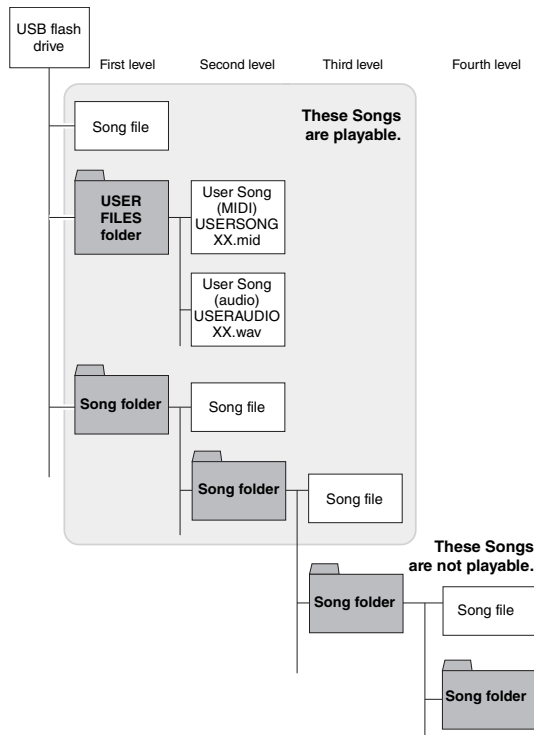 USB flash
drive
First level
Second level
Third level
Fourth level
These Songs
are playable.
Song file
USER
FILES
folder
User Song
(MIDI)
USERSONG
XX.mid
User Song
(audio)
USERAUDIO
XX.wav
Song folder
Song file
Song folder
Song file
These Songs
are not playable.
Song folder
Song file
Song folder